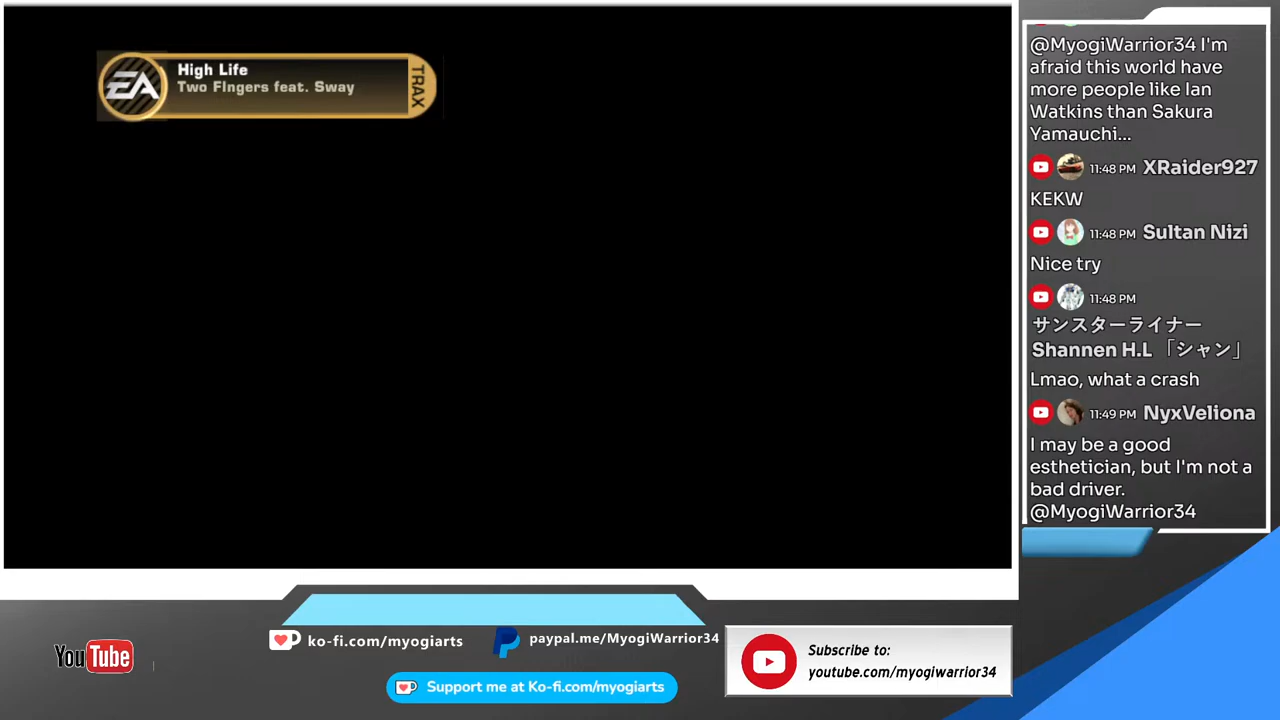 EA
High Life
Two FIngers feat. Sway
TRAX
@MyogiWarrior34 I'm
afraid this world have
more people like Ian
Watkins than Sakura
Yamauchi...
11:48 PM XRaider927
KEKW
11:48 PM Sultan Nizi
Nice try
11:48 PM
サンスターライナー
Shannen H.L「シャン」
Lmao, what a crash
11:49 PM NyxVeliona
I may be a good
esthetician, but I'm not a
bad driver.
@MyogiWarrior34
YouTube
ko-fi.com/myogiarts
paypal.me/MyogiWarrior34
Support me at Ko-fi.com/myogiarts
Subscribe to:
youtube.com/myogiwarrior34